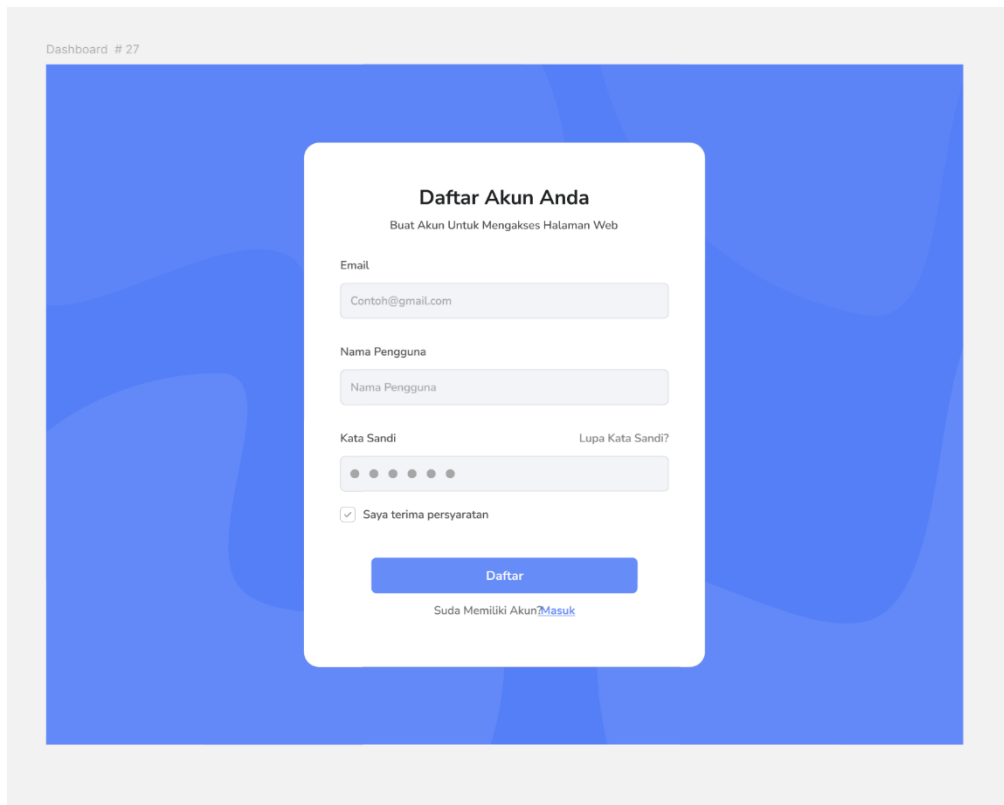 Dashboard # 27
Daftar Akun Anda
Buat Akun Untuk Mengakses Halaman Web
Email
Contoh@gmail.com
Nama Pengguna
Nama Pengguna
Kata Sandi Lupa Kata Sandi?
Saya terima persyaratan
Daftar
Suda Memiliki Akun?Masuk